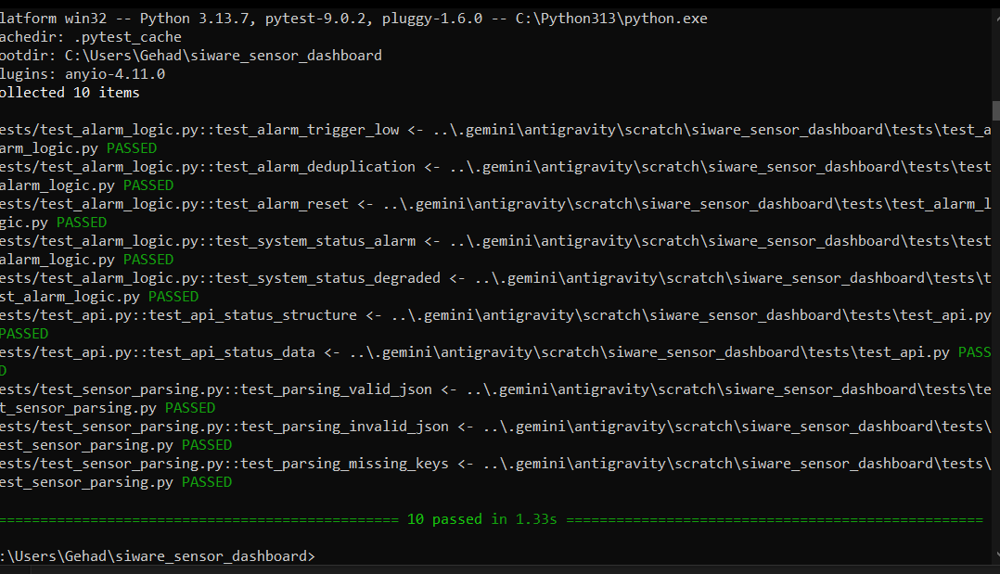 latform win32 -- Python 3.13.7, pytest-9.0.2, pluggy-1.6.0 -- C:\Python313\python.exe
achedir: .pytest_cache
ootdir: C:\Users\Gehad\siware_sensor_dashboard
lugins: anyio-4.11.0
ollected 10 items
ests/test_alarm_logic.py::test_alarm_trigger_low <- ..\.gemini\antigravity\scratch\siware_sensor_dashboard\tests\test_a
arm_logic.py PASSED
ests/test_alarm_logic.py::test_alarm_deduplication <- ..\.gemini\antigravity\scratch\siware_sensor_dashboard\tests\test
alarm_logic.py PASSED
ests/test_alarm_logic.py::test_alarm_reset <- ..\.gemini\antigravity\scratch\siware_sensor_dashboard\tests\test_alarm_l
gic.py PASSED
ests/test_alarm_logic.py::test_system_status_alarm <- ..\.gemini\antigravity\scratch\siware_sensor_dashboard\tests\test
alarm_logic.py PASSED
ests/test_alarm_logic.py::test_system_status_degraded <- ..\.gemini\antigravity\scratch\siware_sensor_dashboard\tests\t
st_alarm_logic.py PASSED
ests/test_api.py::test_api_status_structure <- ..\.gemini\antigravity\scratch\siware_sensor_dashboard\tests\test_api.py
PASSED
ests/test_api.py::test_api_status_data <- ..\.gemini\antigravity\scratch\siware_sensor_dashboard\tests\test_api.py PASS
D
ests/test_sensor_parsing.py::test_parsing_valid_json <- ..\.gemini\antigravity\scratch\siware_sensor_dashboard\tests\te
t_sensor_parsing.py PASSED
ests/test_sensor_parsing.py::test_parsing_invalid_json <- ..\.gemini\antigravity\scratch\siware_sensor_dashboard\tests\
est_sensor_parsing.py PASSED
ests/test_sensor_parsing.py::test_parsing_missing_keys <- ..\.gemini\antigravity\scratch\siware_sensor_dashboard\tests\
est_sensor_parsing.py PASSED
================================================ 10 passed in 1.33s ==================================================
:\Users\Gehad\siware_sensor_dashboard>